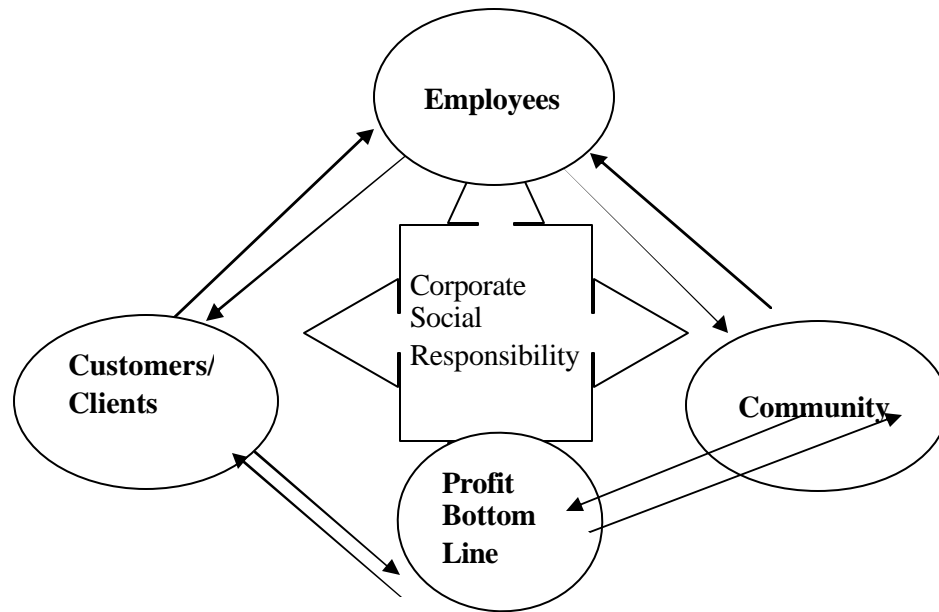 Employees
Corporate
Social
Responsibility
Customers/
Clients
Community
Profit
Bottom
Line